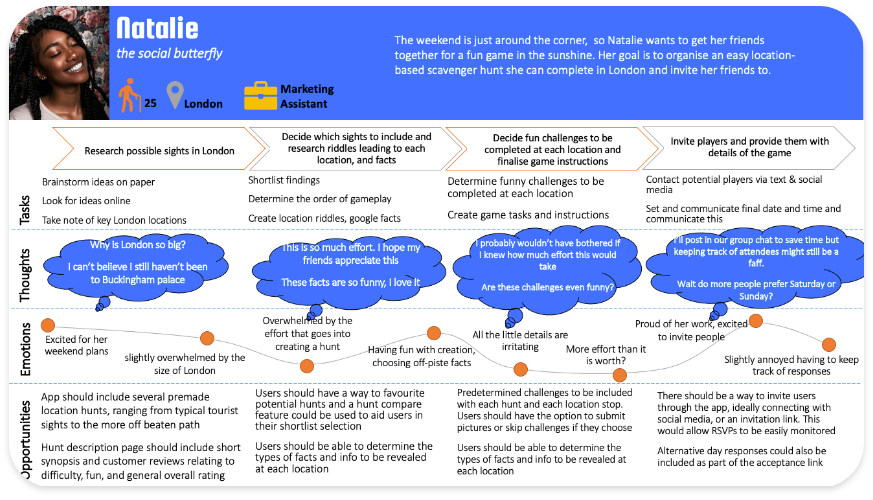 Natalie
the social butterfly
25
London
Marketing
Assistant
The weekend is just around the corner,  so Natalie wants to get her friends
together for a fun game in the sunshine. Her goal is to organise an easy location-
based scavenger hunt she can complete in London and invite her friends to.
Research possible sights in London
Decide which sights to include and
research riddles leading to each
location, and facts
Decide fun challenges to be
completed at each location and
finalise game instructions
Invite players and provide them with
details of the game
Tasks
Brainstorm ideas on paper
Look for ideas online
Take note of key London locations
Shortlist findings
Determine the order of gameplay
Create location riddles, google facts
Determine funny challenges to be
completed at each location
Create game tasks and instructions
Contact potential players via text & social
media
Set and communicate final date and time and
communicate this
Thoughts
Why is London so big?
I can't believe I still haven't been
to Buckingham palace
This is so much effort. I hope my
friends appreciate this
These facts are so funny, I love it
I probably wouldn't have bothered if
I knew how much effort this would
take
Are these challenges even funny?
I'll post in our group chat to save time but
keeping track of attendees might still be a
faff.
Wait do more people prefer Saturday or
Sunday?
Emotions
Excited for her
weekend plans
slightly overwhelmed by the
size of London
Overwhelmed by the
effort that goes into
creating a hunt
Having fun with creation,
choosing off-piste facts
All the little details are
irritating
More effort than it
is worth?
Proud of her work, excited
to invite people
Slightly annoyed having to keep
track of responses
Opportunities
App should include several premade
location hunts, ranging from typical tourist
sights to the more off beaten path
Hunt description page should include short
synopsis and customer reviews relating to
difficulty, fun, and general overall rating
Users should have a way to favourite
potential hunts and a hunt compare
feature could be used to aid users in
their shortlist selection
Users should be able to determine the
types of facts and info to be revealed
at each location
Predetermined challenges to be included
with each hunt and each location stop.
Users should have the option to submit
pictures or skip challenges if they choose
Users should be able to determine the
types of facts and info to be revealed at
each location
There should be a way to invite users
through the app, ideally connecting with
social media, or an invitation link. This
would allow RSVPs to be easily monitored
Alternative day responses could also be
included as part of the acceptance link